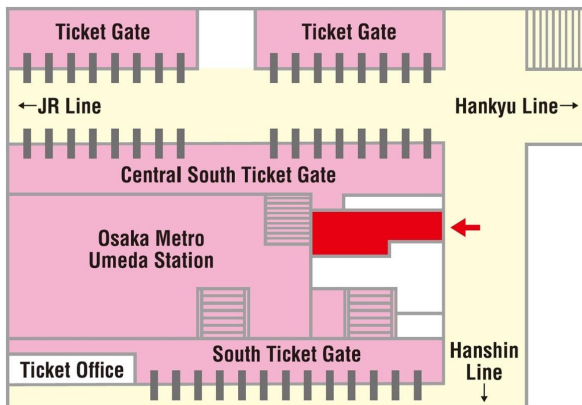 Ticket Gate
Ticket Gate
←JR Line
Hankyu Line→
Central South Ticket Gate
Osaka Metro
Umeda Station
South Ticket Gate
Ticket Office
Hanshin
Line
↓